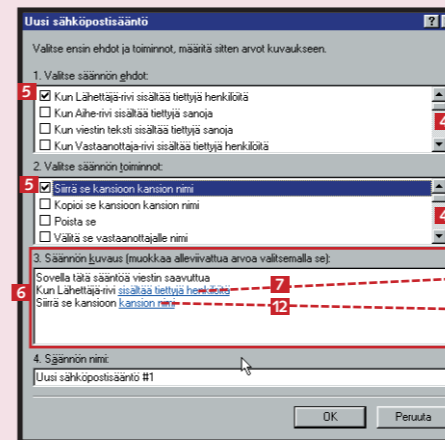 Uusi sähköpostisääntö
Valitse ensin ehdot ja toiminnot, määritä sitten arvot kuvaukseen.
1. Valitse säännön ehdot:
5
Kun Lähettäjä-rivi sisältää tiettyjä henkilöitä
Kun Aihe-rivi sisältää tiettyjä sanoja
4
Kun viestin teksti sisältää tiettyjä sanoja
Kun Vastaanottaja-rivi sisältää tiettyjä henkilöitä
2. Valitse säännön toiminnot:
5
Siirrä se kansioon kansion nimi
Kopioi se kansioon kansion nimi
4
Poista se
Välitä se vastaanottajalle nimi
3. Säännön kuvaus (muokkaa alleviivattua arvoa valitsemalla se):
Sovella tätä sääntöä viestin saavuttua
6
Kun Lähettäjä-rivi sisältää tiettyjä henkilöitä 7
Siirrä se kansioon kansion nimi 12
4. Säännön nimi:
Uusi sähköpostisääntö #1
OK Peruuta